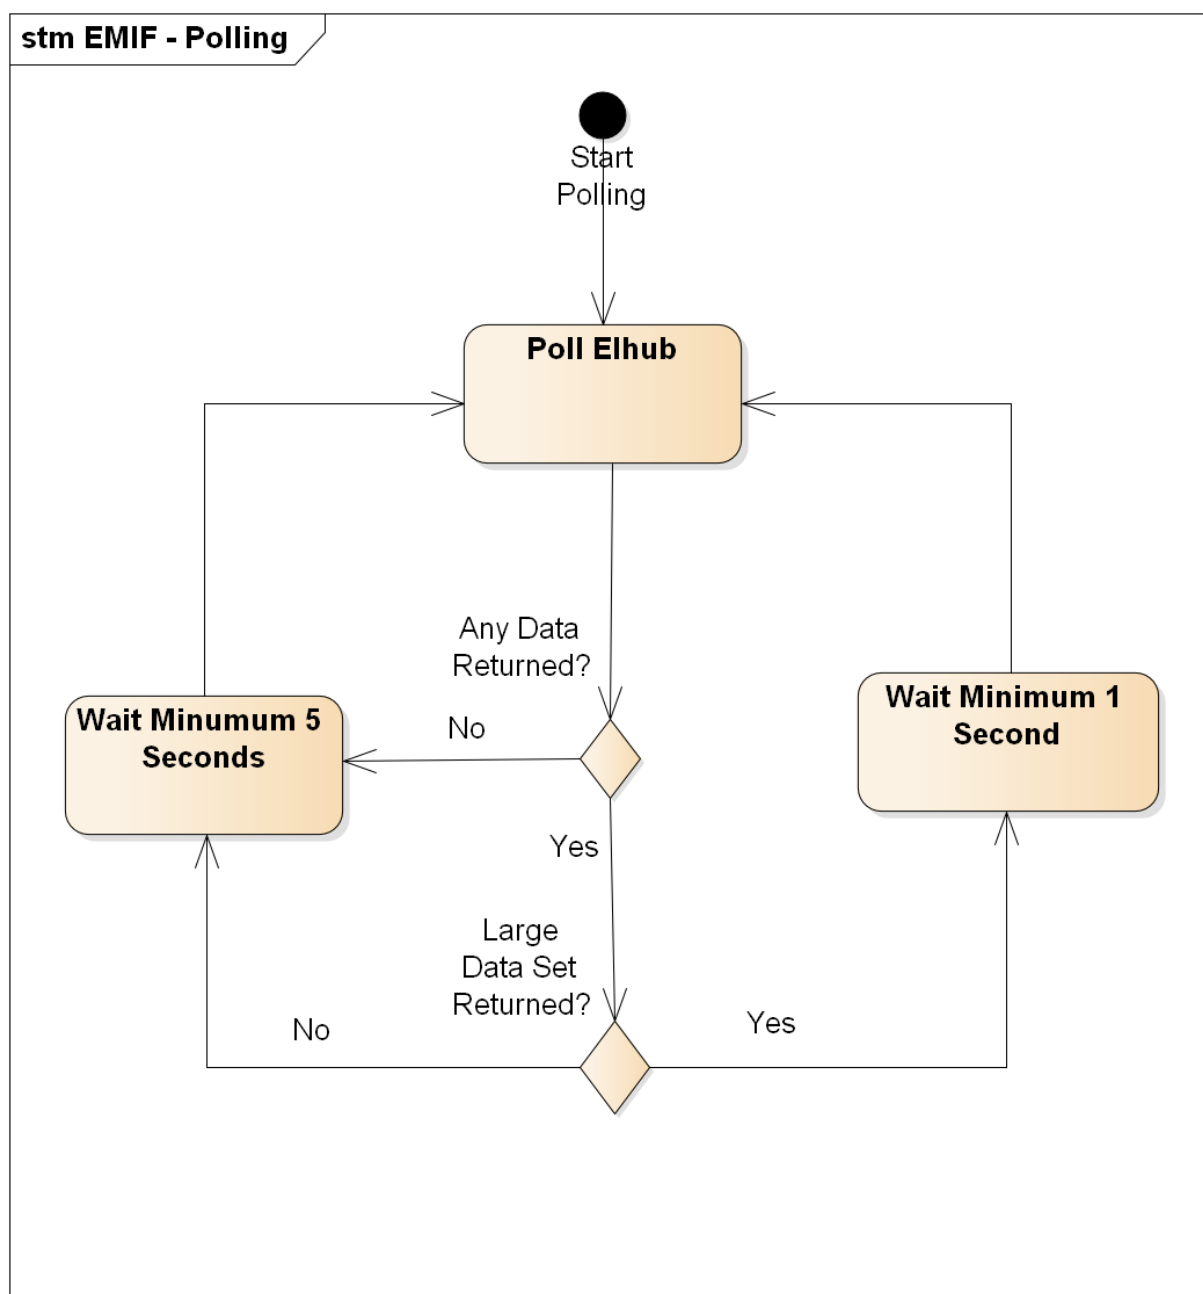 stm EMIF - Polling
Start
Polling
Poll Elhub
Any Data
Returned?
No
Wait Minumum 5
Seconds
Wait Minimum 1
Second
Yes
Large
Data Set
Returned?
No
Yes